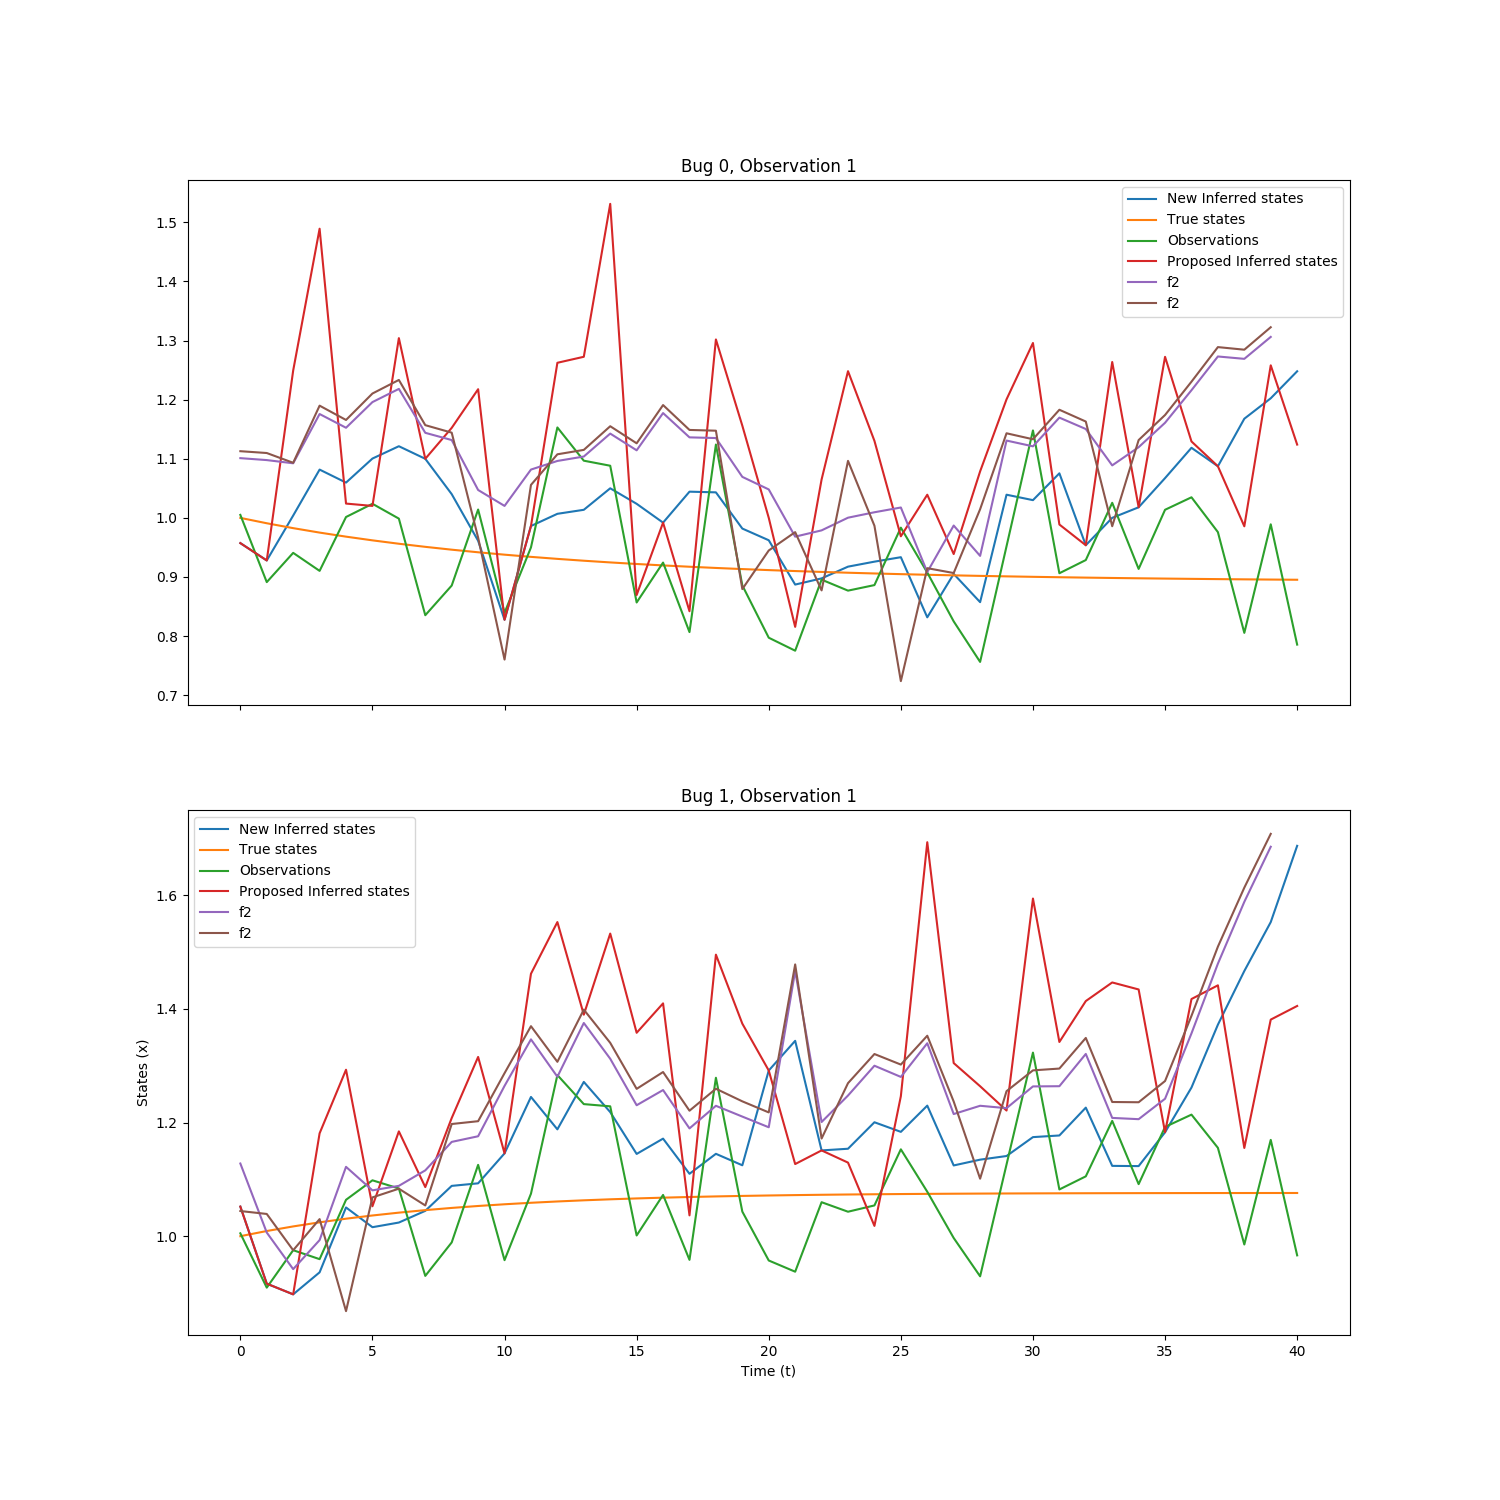 Bug 0, Observation 1
New Inferred states
True states
Observations
Proposed Inferred states
f2
f2
1.5
1.4
1.3
1.2
1.1
1.0
0.9
0.8
0.7
Bug 1, Observation 1
New Inferred states
True states
Observations
Proposed Inferred states
f2
f2
States (x)
1.6
1.4
1.2
1.0
0 5 10 15 20 25 30 35 40
Time (t)